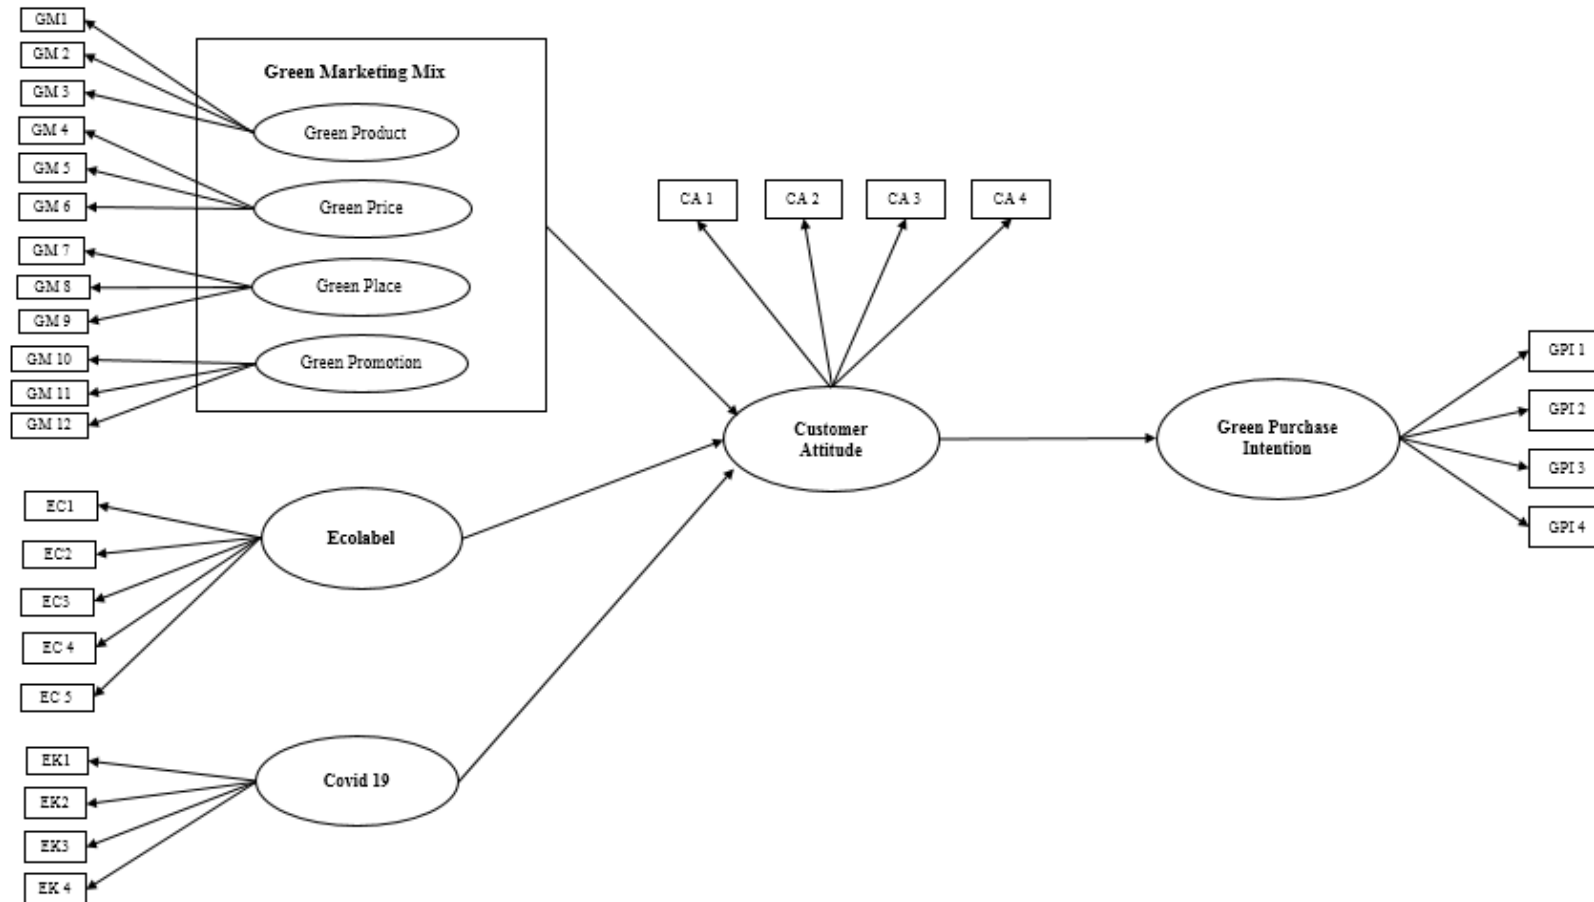 GM1
GM 2
GM 3
GM 4
GM 5
GM 6
GM 7
GM 8
GM 9
GM 10
GM 11
GM 12
Green Marketing Mix
Green Product
Green Price
Green Place
Green Promotion
EC1
EC2
EC3
EC 4
EC 5
Ecolabel
EK1
EK2
EK3
EK 4
Covid 19
CA 1
CA 2
CA 3
CA 4
Customer
Attitude
Green Purchase
Intention
GPI 1
GPI 2
GPI 3
GPI 4